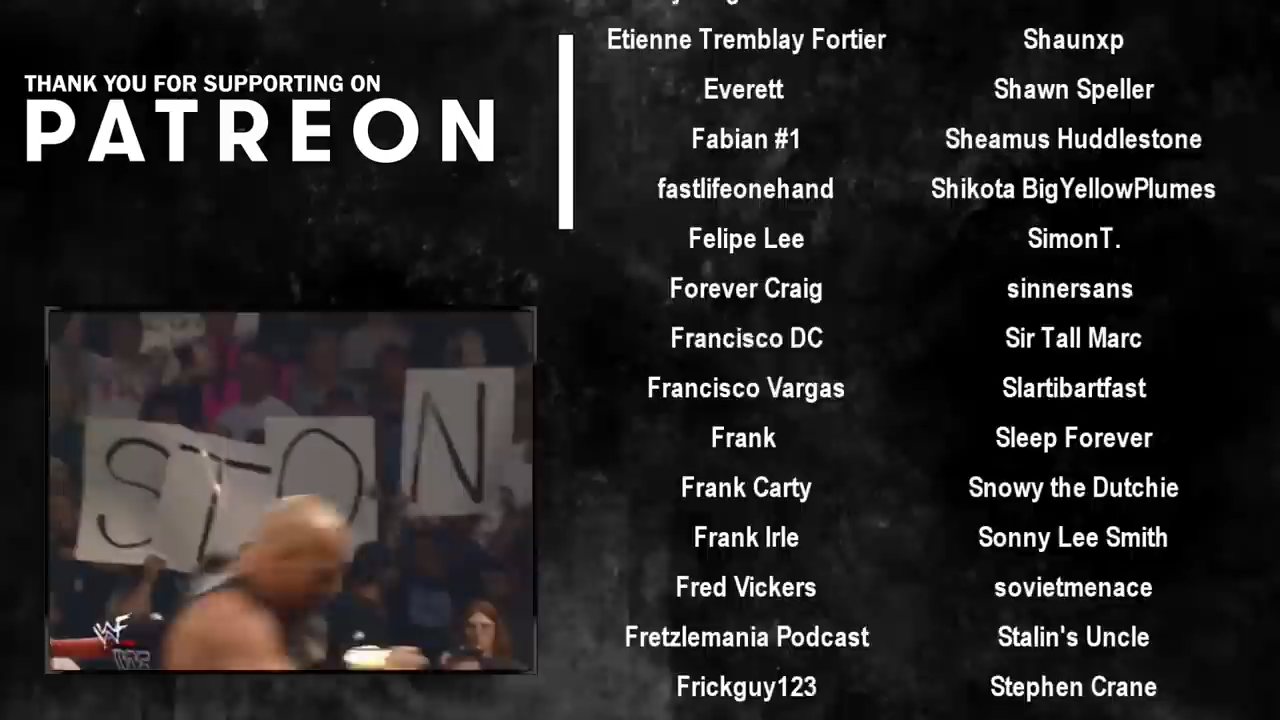 THANK YOU FOR SUPPORTING ON
PATREON
Etienne Tremblay Fortier
Everett
Fabian #1
fastlifeonehand
Felipe Lee
Forever Craig
Francisco DC
Francisco Vargas
Frank
Frank Carty
Frank Irle
Fred Vickers
Fretzlemania Podcast
Frickguy123
Shaunxp
Shawn Speller
Sheamus Huddlestone
Shikota BigYellowPlumes
SimonT.
sinnersans
Sir Tall Marc
Slartibartfast
Sleep Forever
Snowy the Dutchie
Sonny Lee Smith
sovietmenace
Stalin's Uncle
Stephen Crane
STON
WF